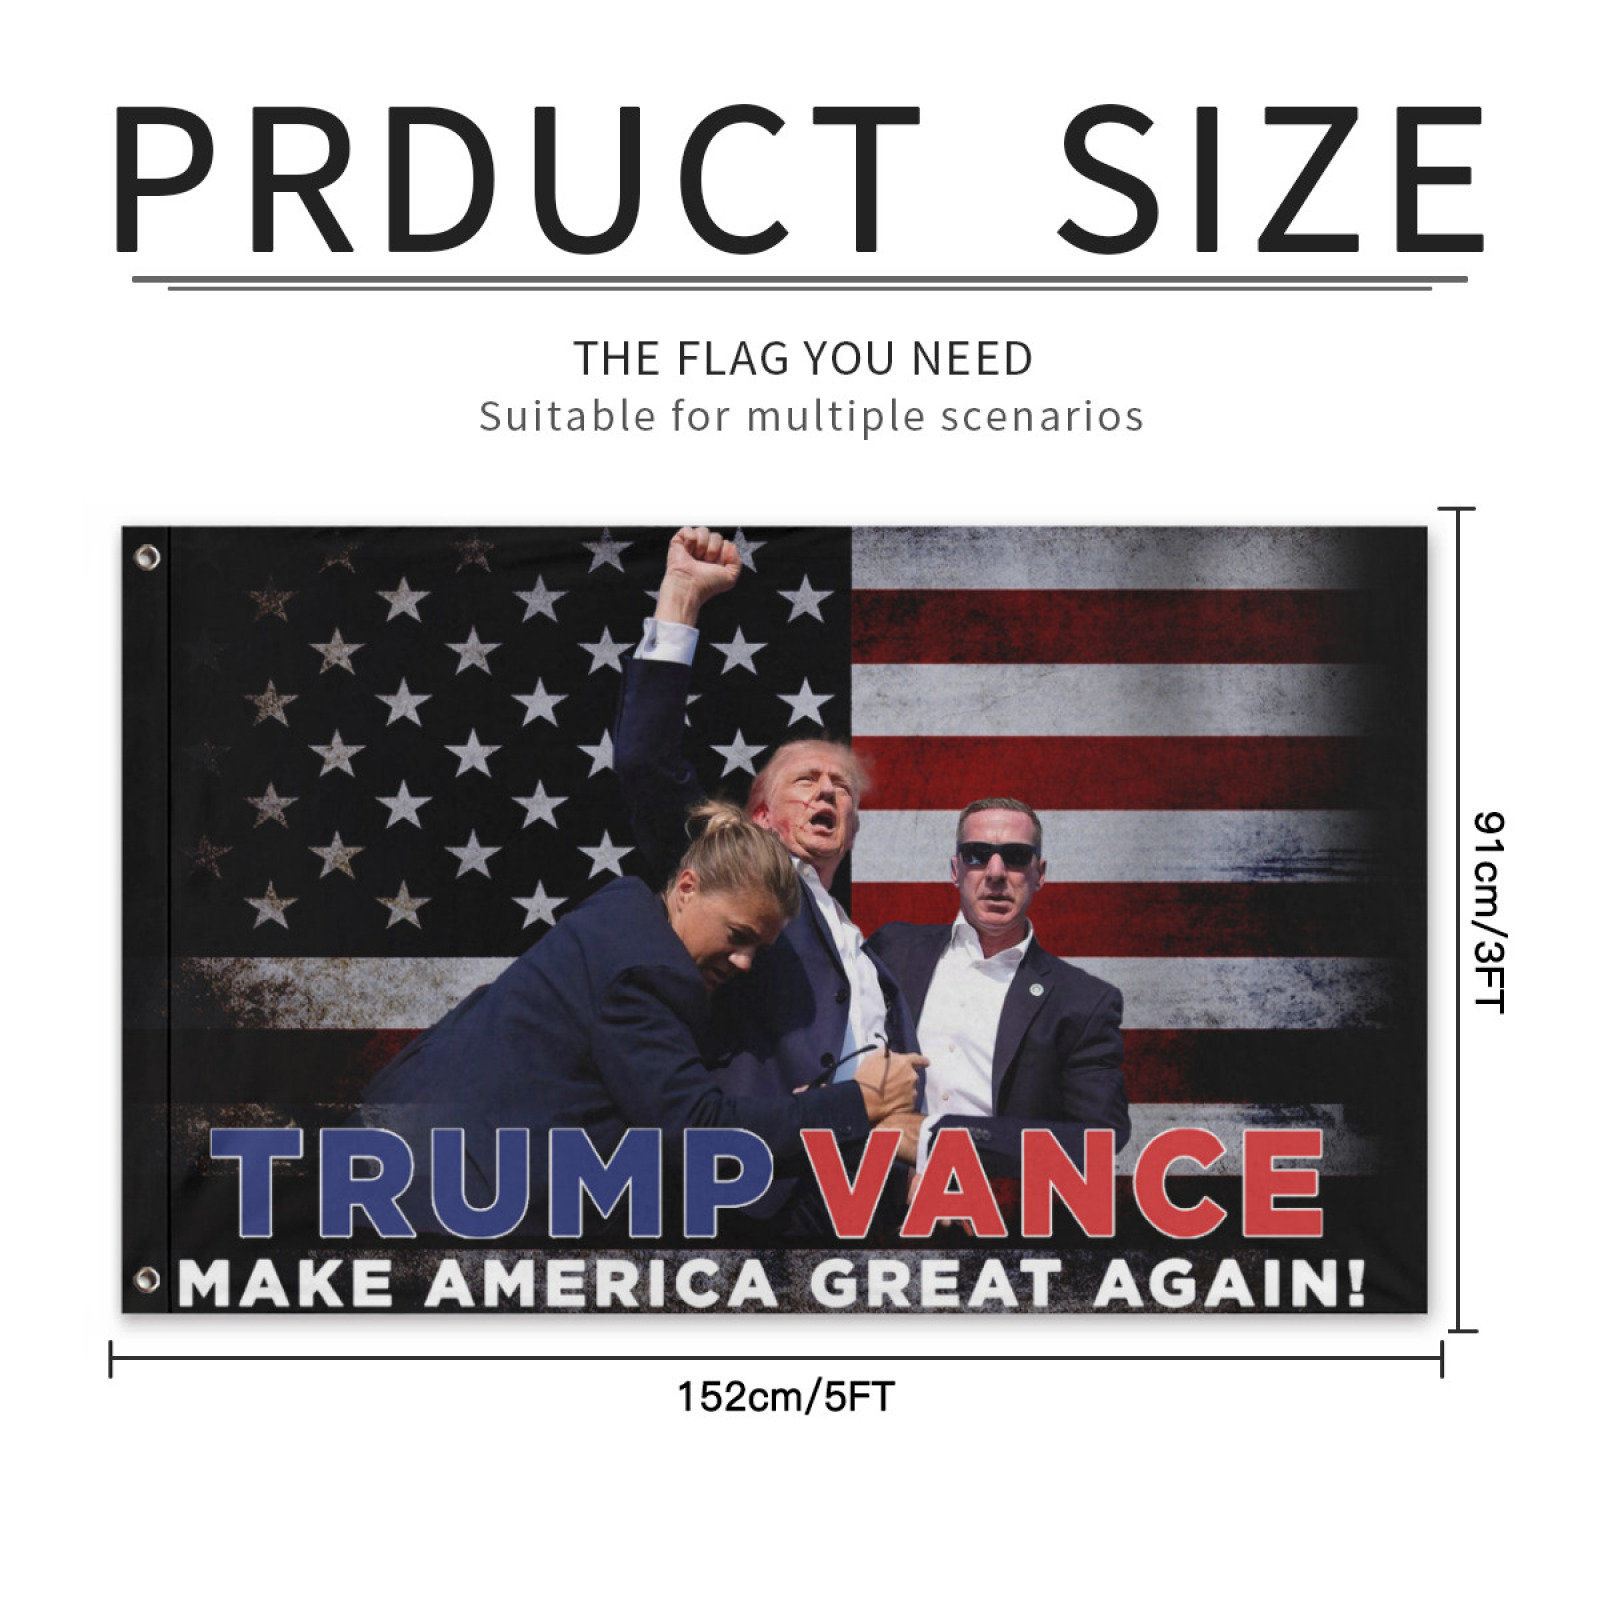 PRDUCT SIZE
THE FLAG YOU NEED
Suitable for multiple scenarios
TRUMP VANCE
MAKE AMERICA GREAT AGAIN!
91cm/3FT
152cm/5FT